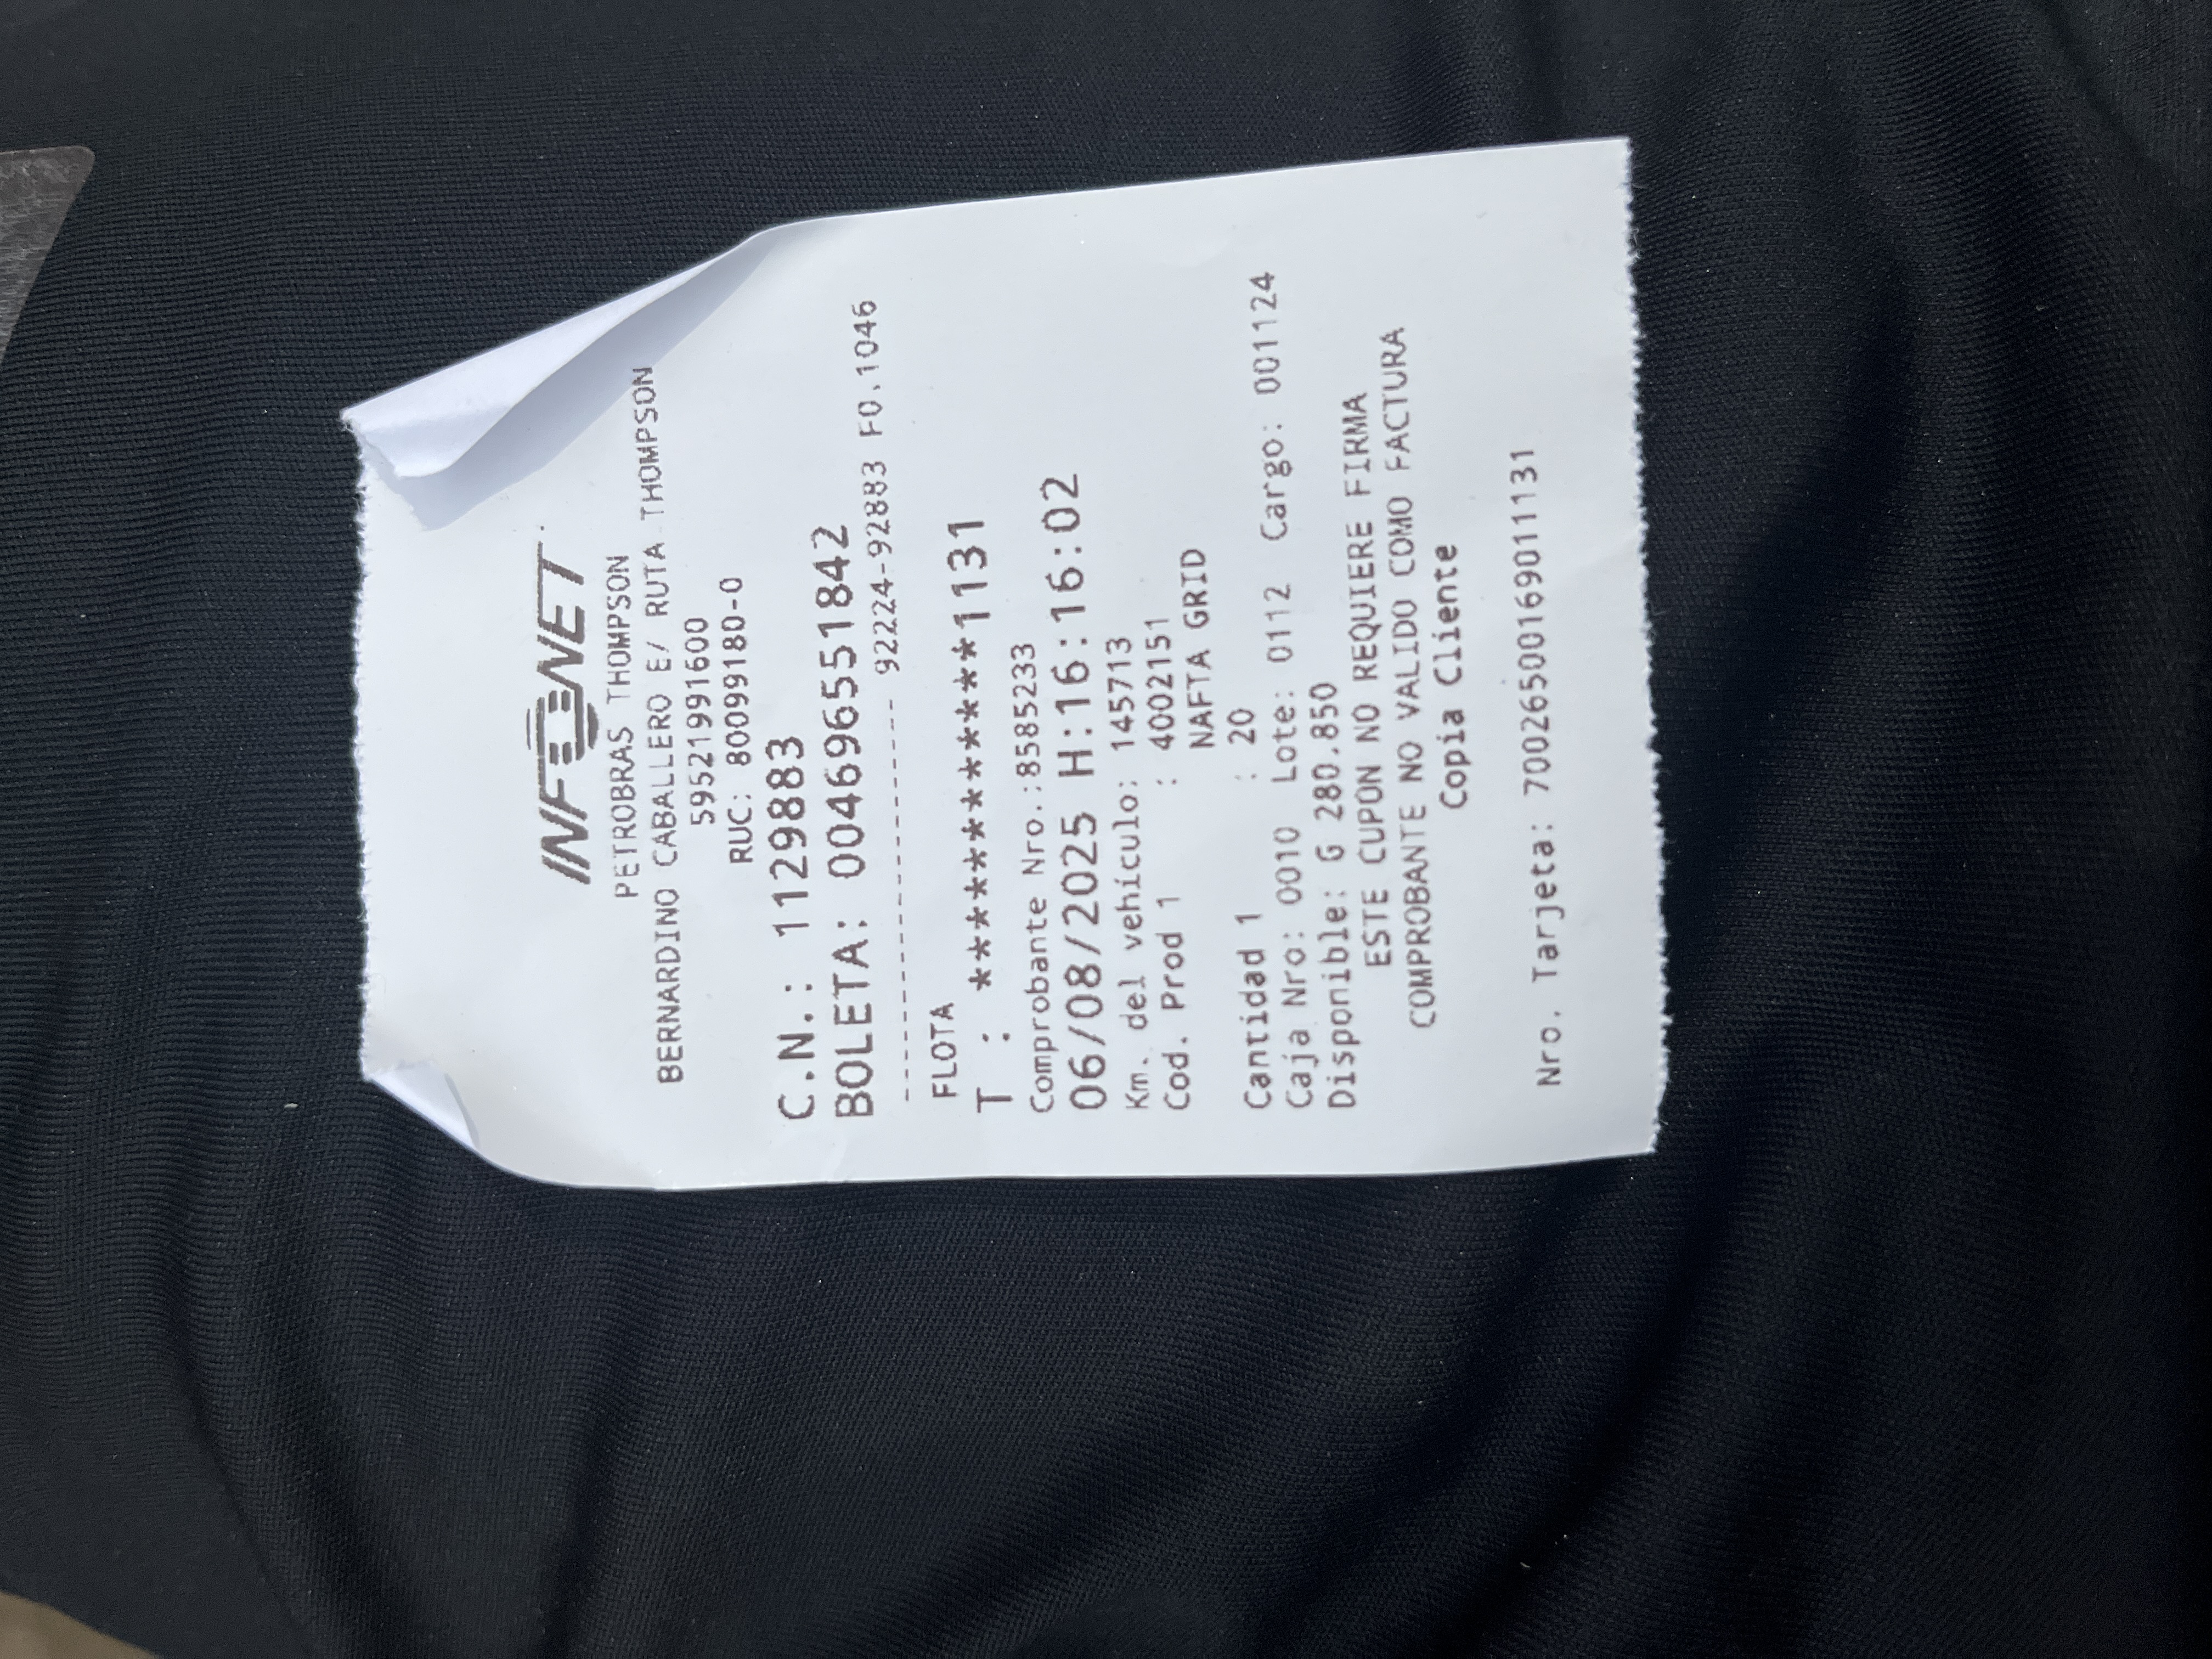 INFONET
PETROBRAS THOMPSON
BERNARDINO CABALLERO E/ RUTA THOMPSON
59521991600
RUC: 80099180-0
C.N.: 1129883
BOLETA: 004696551842
-------------------- 92224-92883 F0.1046
FLOTA
T : ************1131
Comprobante Nro.:8585233
06/08/2025 H:16:16:02
Km. del vehículo: 145713
Cod. Prod 1 : 4002151
NAFTA GRID
Cantidad 1 : 20
Caja Nro: 0010 Lote: 0112 Cargo: 001124
Disponible: G 280.850
ESTE CUPON NO REQUIERE FIRMA
COMPROBANTE NO VALIDO COMO FACTURA
Copia Cliente
Nro. Tarjeta: 70026500169011131